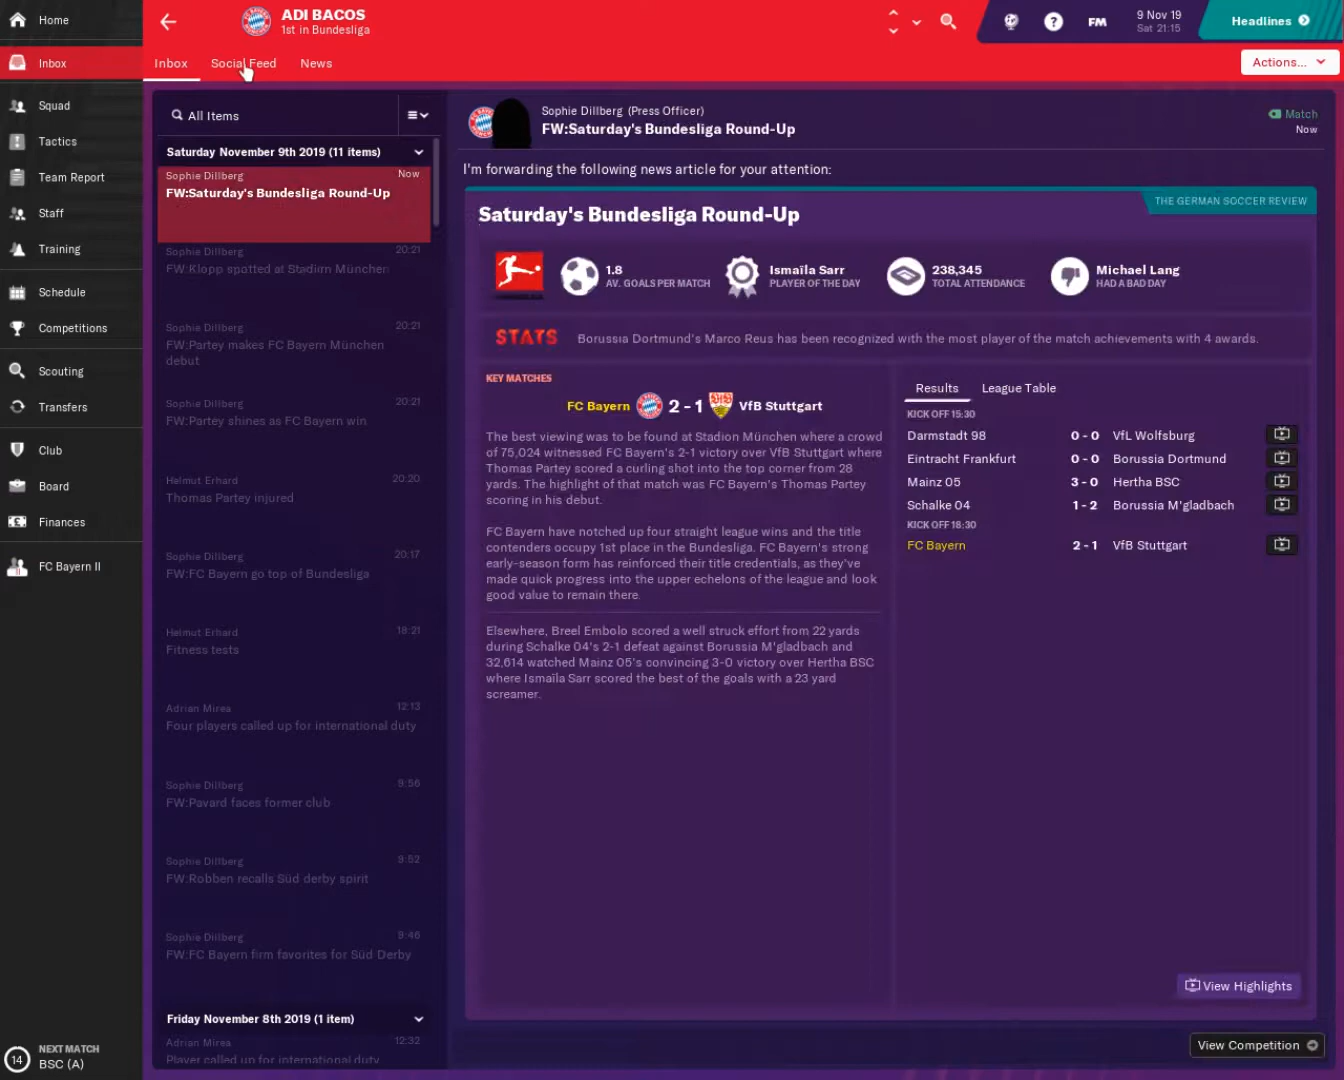 Home
Inbox
Squad
Tactics
Team Report
Staff
Training
Schedule
Competitions
Scouting
Transfers
Club
Board
Finances
FC Bayern II
14
NEXT MATCH
BSC (A)
ADI BACOS
1st in Bundesliga
?
FM
9 Nov 19
Sat 21:15
Headlines
Inbox
Social Feed
News
Actions...
All Items
Saturday November 9th 2019 (11 items)
Sophie Dillberg
Now
FW:Saturday's Bundesliga Round-Up
Sophie Dillberg
20:21
FW:Klopp spotted at Stadion München
Sophie Dillberg
20:21
FW:Partey makes FC Bayern München
debut
Sophie Dillberg
20:21
FW:Partey shines as FC Bayern win
Helmut Erhard
20:20
Thomas Partey injured
Sophie Dillberg
20:17
FW:FC Bayern go top of Bundesliga
Helmut Erhard
18:21
Fitness tests
Adrian Mirea
12:13
Four players called up for international duty
Sophie Dillberg
9:56
FW:Pavard faces former club
Sophie Dillberg
9:52
FW:Robben recalls Süd derby spirit
Sophie Dillberg
9:46
FW:FC Bayern firm favorites for Süd Derby
Friday November 8th 2019 (1 item)
Adrian Mirea
12:32
Player called up for international duty
Sophie Dillberg (Press Officer)
FW:Saturday's Bundesliga Round-Up
Match
Now
I'm forwarding the following news article for your attention:
THE GERMAN SOCCER REVIEW
Saturday's Bundesliga Round-Up
1.8
AV. GOALS PER MATCH
Ismaïla Sarr
PLAYER OF THE DAY
238,345
TOTAL ATTENDANCE
Michael Lang
HAD A BAD DAY
STATS
Borussia Dortmund's Marco Reus has been recognized with the most player of the match achievements with 4 awards.
KEY MATCHES
FC Bayern 2 - 1 VfB Stuttgart
The best viewing was to be found at Stadion München where a crowd
of 75,024 witnessed FC Bayern's 2-1 victory over VfB Stuttgart where
Thomas Partey scored a curling shot into the top corner from 28
yards. The highlight of that match was FC Bayern's Thomas Partey
scoring in his debut.
FC Bayern have notched up four straight league wins and the title
contenders occupy 1st place in the Bundesliga. FC Bayern's strong
early-season form has reinforced their title credentials, as they've
made quick progress into the upper echelons of the league and look
good value to remain there.
Elsewhere, Breel Embolo scored a well struck effort from 22 yards
during Schalke 04's 2-1 defeat against Borussia M'gladbach and
32,614 watched Mainz 05's convincing 3-0 victory over Hertha BSC
where Ismaïla Sarr scored the best of the goals with a 23 yard
screamer.
Results
League Table
KICK OFF 15:30
Darmstadt 98 0 - 0 VfL Wolfsburg
Eintracht Frankfurt 0 - 0 Borussia Dortmund
Mainz 05 3 - 0 Hertha BSC
Schalke 04 1 - 2 Borussia M'gladbach
KICK OFF 18:30
FC Bayern 2 - 1 VfB Stuttgart
View Highlights
View Competition